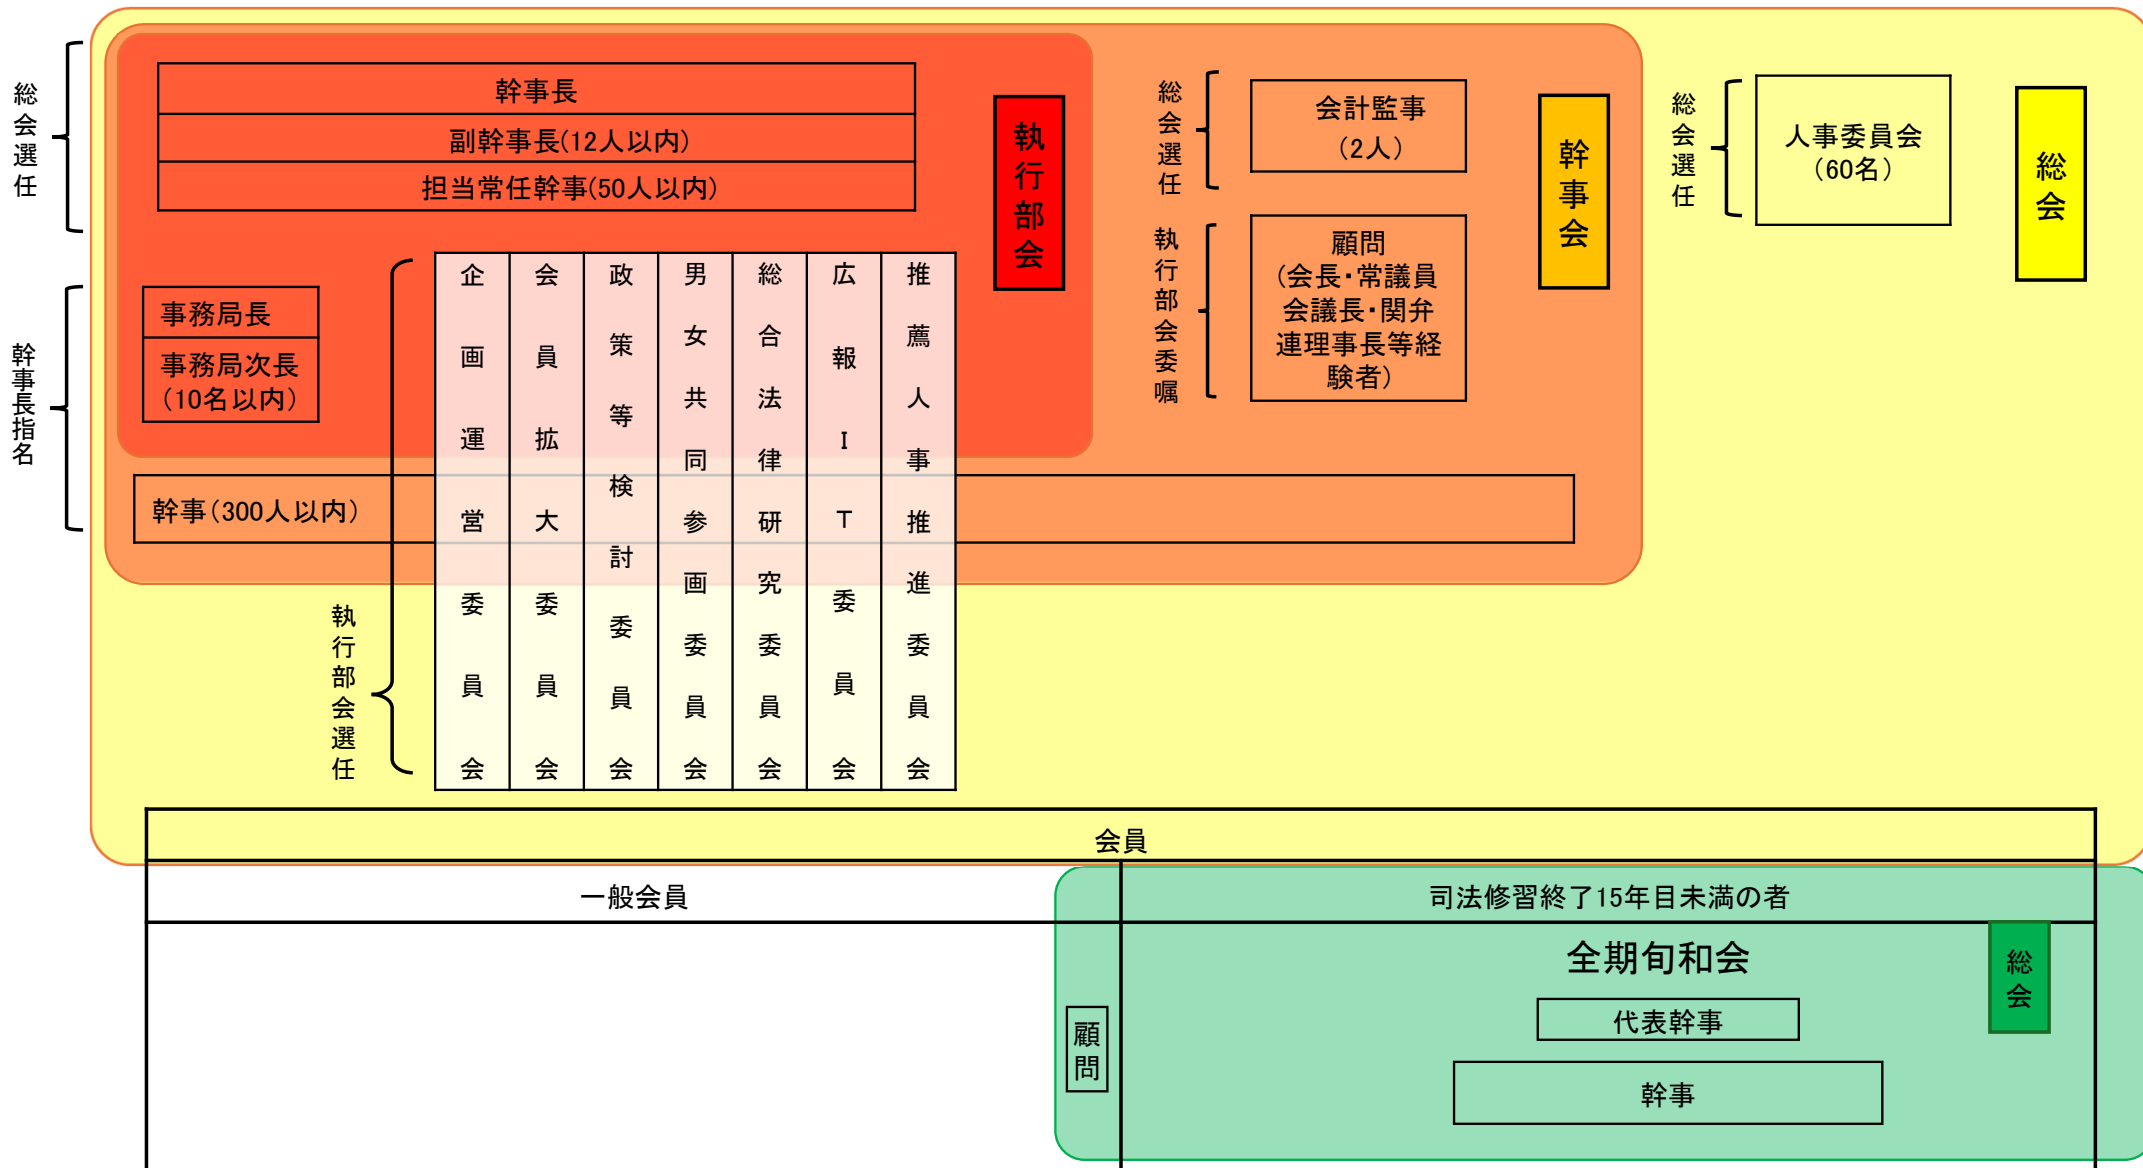 総会選任
幹事長
副幹事長(12人以内)
担当常任幹事(50人以内)
執行部会
総会選任
会計監事
(2人)
幹事会
総会選任
人事委員会
(60名)
総会
幹事長指名
事務局長
事務局次長
(10名以内)
執行部会委嘱
顧問
(会長・常議員
会議長・関弁
連理事長等経
験者)
幹事(300人以内)
執行部会選任
企画運営委員会
会員拡大委員会
政策等検討委員会
男女共同参画委員会
総合法律研究委員会
広報IT委員会
推薦人事推進委員会
会員
一般会員
司法修習終了15年目未満の者
全期旬和会
総会
代表幹事
顧問
幹事